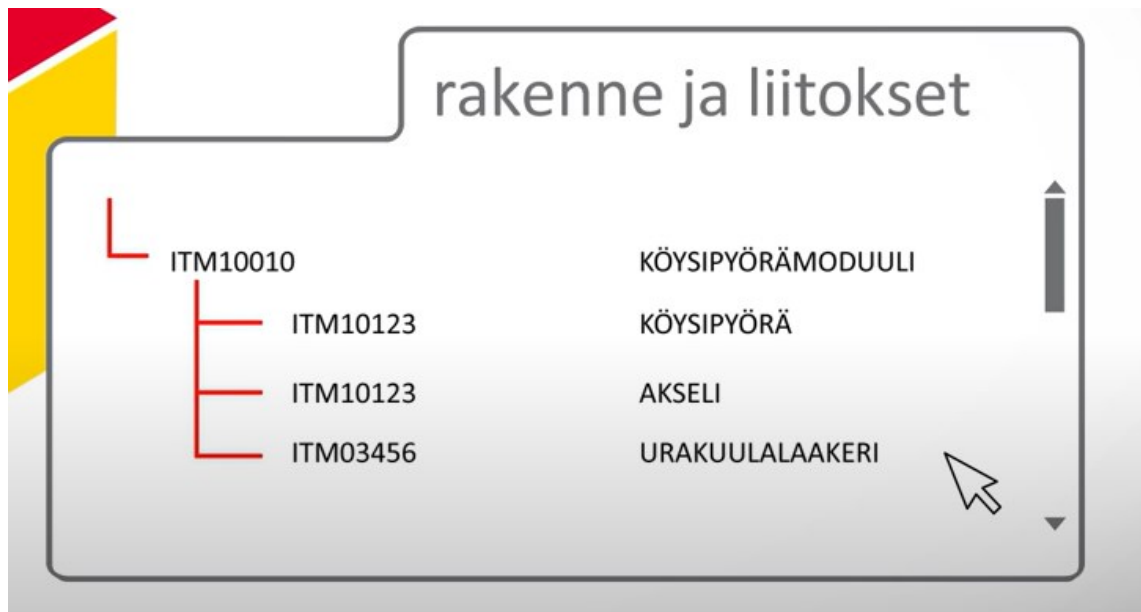 rakenne ja liitokset
ITM10010 KÖYSIPYÖRÄMODUULI
ITM10123 KÖYSIPYÖRÄ
ITM10123 AKSELI
ITM03456 URAKUULALAAKERI